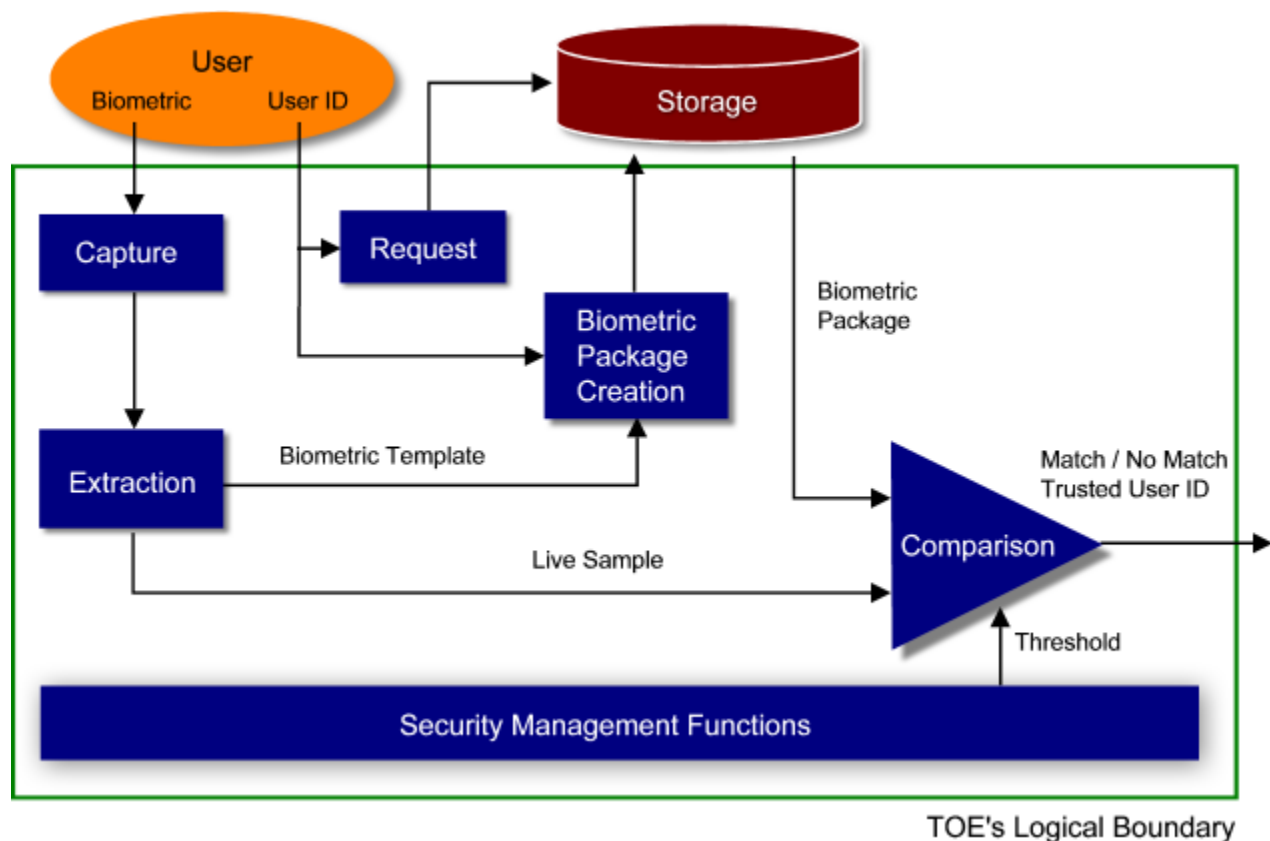 User
Biometric
User ID
Storage
Capture
Request
Biometric
Package
Creation
Biometric
Package
Extraction
Biometric Template
Live Sample
Comparison
Match / No Match
Trusted User ID
Threshold
Security Management Functions
TOE's Logical Boundary